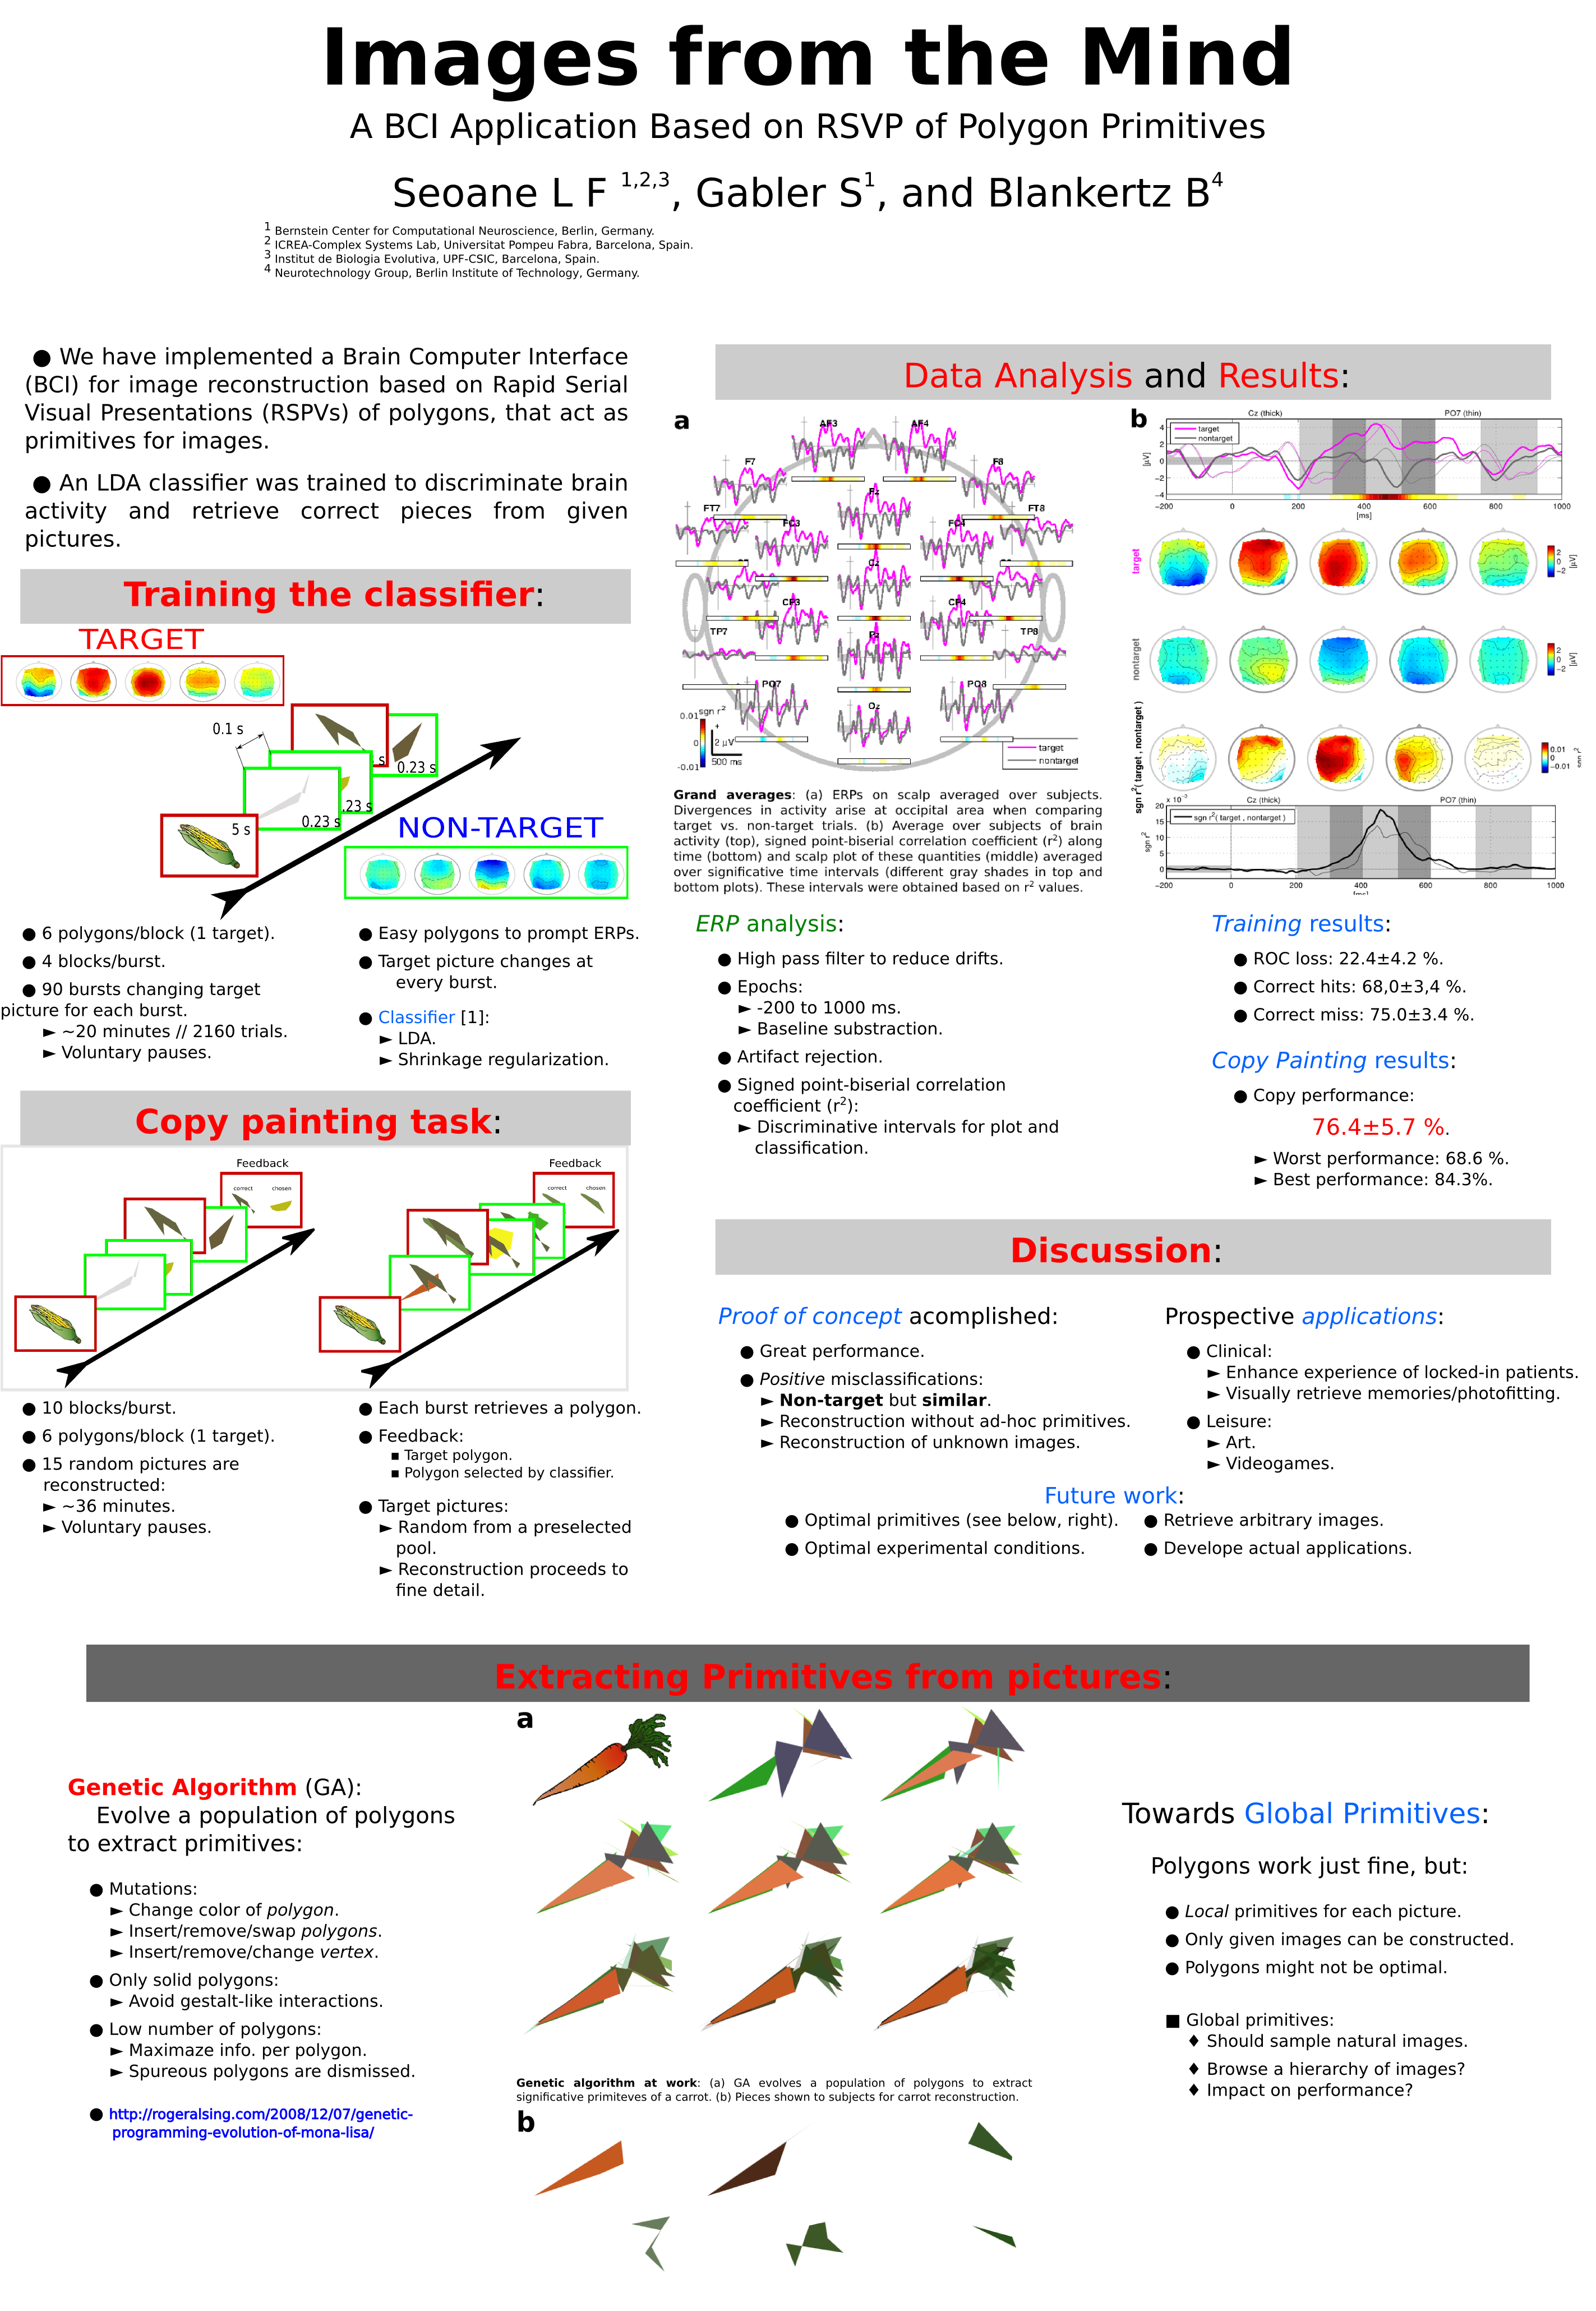 Images from the Mind
A BCI Application Based on RSVP of Polygon Primitives
Seoane L F 1,2,3, Gabler S1, and Blankertz B4
1 Bernstein Center for Computational Neuroscience, Berlin, Germany.
2 ICREA-Complex Systems Lab, Universitat Pompeu Fabra, Barcelona, Spain.
3 Institut de Biologia Evolutiva, UPF-CSIC, Barcelona, Spain.
4 Neurotechnology Group, Berlin Institute of Technology, Germany.
● We have implemented a Brain Computer Interface
(BCI) for image reconstruction based on Rapid Serial
Visual Presentations (RSPVs) of polygons, that act as
primitives for images.
● An LDA classifier was trained to discriminate brain
activity and retrieve correct pieces from given
pictures.
Training the classifier:
TARGET
0.1 s
5 s
0.23 s
.23 s
s
0.23 s
NON-TARGET
● 6 polygons/block (1 target).
● 4 blocks/burst.
● 90 bursts changing target
picture for each burst.
► ~20 minutes // 2160 trials.
► Voluntary pauses.
● Easy polygons to prompt ERPs.
● Target picture changes at
every burst.
● Classifier [1]:
► LDA.
► Shrinkage regularization.
Copy painting task:
Feedback
correct chosen
Feedback
correct chosen
● 10 blocks/burst.
● 6 polygons/block (1 target).
● 15 random pictures are
reconstructed:
► ~36 minutes.
► Voluntary pauses.
● Each burst retrieves a polygon.
● Feedback:
▪ Target polygon.
▪ Polygon selected by classifier.
● Target pictures:
► Random from a preselected
pool.
► Reconstruction proceeds to
fine detail.
Data Analysis and Results:
a
AF3 AF4
F7 Fz F8
FT7 FC3 FC4 FT8
Cz
CP3 CP4
TP7 Pz TP8
PO7 PO8
Oz
0.01 sgn r2
0
-0.01
+
2 µV
500 ms
target
nontarget
b
Cz (thick) PO7 (thin)
target
nontarget
[µV]
4
2
0
−2
−4
−200 0 200 400 600 800 1000
[ms]
target
2
0
−2
[µV]
nontarget
2
0
−2
[µV]
sgn r2( target , nontarget )
0.01
0
−0.01
sgn r2
x 10−3 Cz (thick) PO7 (thin)
sgn r2( target , nontarget )
sgn r2
20
15
10
5
0
−200 0 200 400 600 800 1000
[ms]
Grand averages: (a) ERPs on scalp averaged over subjects.
Divergences in activity arise at occipital area when comparing
target vs. non-target trials. (b) Average over subjects of brain
activity (top), signed point-biserial correlation coefficient (r2) along
time (bottom) and scalp plot of these quantities (middle) averaged
over significative time intervals (different gray shades in top and
bottom plots). These intervals were obtained based on r2 values.
ERP analysis:
● High pass filter to reduce drifts.
● Epochs:
► -200 to 1000 ms.
► Baseline substraction.
● Artifact rejection.
● Signed point-biserial correlation
coefficient (r2):
► Discriminative intervals for plot and
classification.
Training results:
● ROC loss: 22.4±4.2 %.
● Correct hits: 68,0±3,4 %.
● Correct miss: 75.0±3.4 %.
Copy Painting results:
● Copy performance:
76.4±5.7 %.
► Worst performance: 68.6 %.
► Best performance: 84.3%.
Discussion:
Proof of concept acomplished:
● Great performance.
● Positive misclassifications:
► Non-target but similar.
► Reconstruction without ad-hoc primitives.
► Reconstruction of unknown images.
Prospective applications:
● Clinical:
► Enhance experience of locked-in patients.
► Visually retrieve memories/photofitting.
● Leisure:
► Art.
► Videogames.
Future work:
● Optimal primitives (see below, right).
● Optimal experimental conditions.
● Retrieve arbitrary images.
● Develope actual applications.
Extracting Primitives from pictures:
Genetic Algorithm (GA):
Evolve a population of polygons
to extract primitives:
● Mutations:
► Change color of polygon.
► Insert/remove/swap polygons.
► Insert/remove/change vertex.
● Only solid polygons:
► Avoid gestalt-like interactions.
● Low number of polygons:
► Maximaze info. per polygon.
► Spureous polygons are dismissed.
● http://rogeralsing.com/2008/12/07/genetic-
programming-evolution-of-mona-lisa/
a
Genetic algorithm at work: (a) GA evolves a population of polygons to extract
significative primiteves of a carrot. (b) Pieces shown to subjects for carrot reconstruction.
b
Towards Global Primitives:
Polygons work just fine, but:
● Local primitives for each picture.
● Only given images can be constructed.
● Polygons might not be optimal.
■ Global primitives:
♦ Should sample natural images.
♦ Browse a hierarchy of images?
♦ Impact on performance?